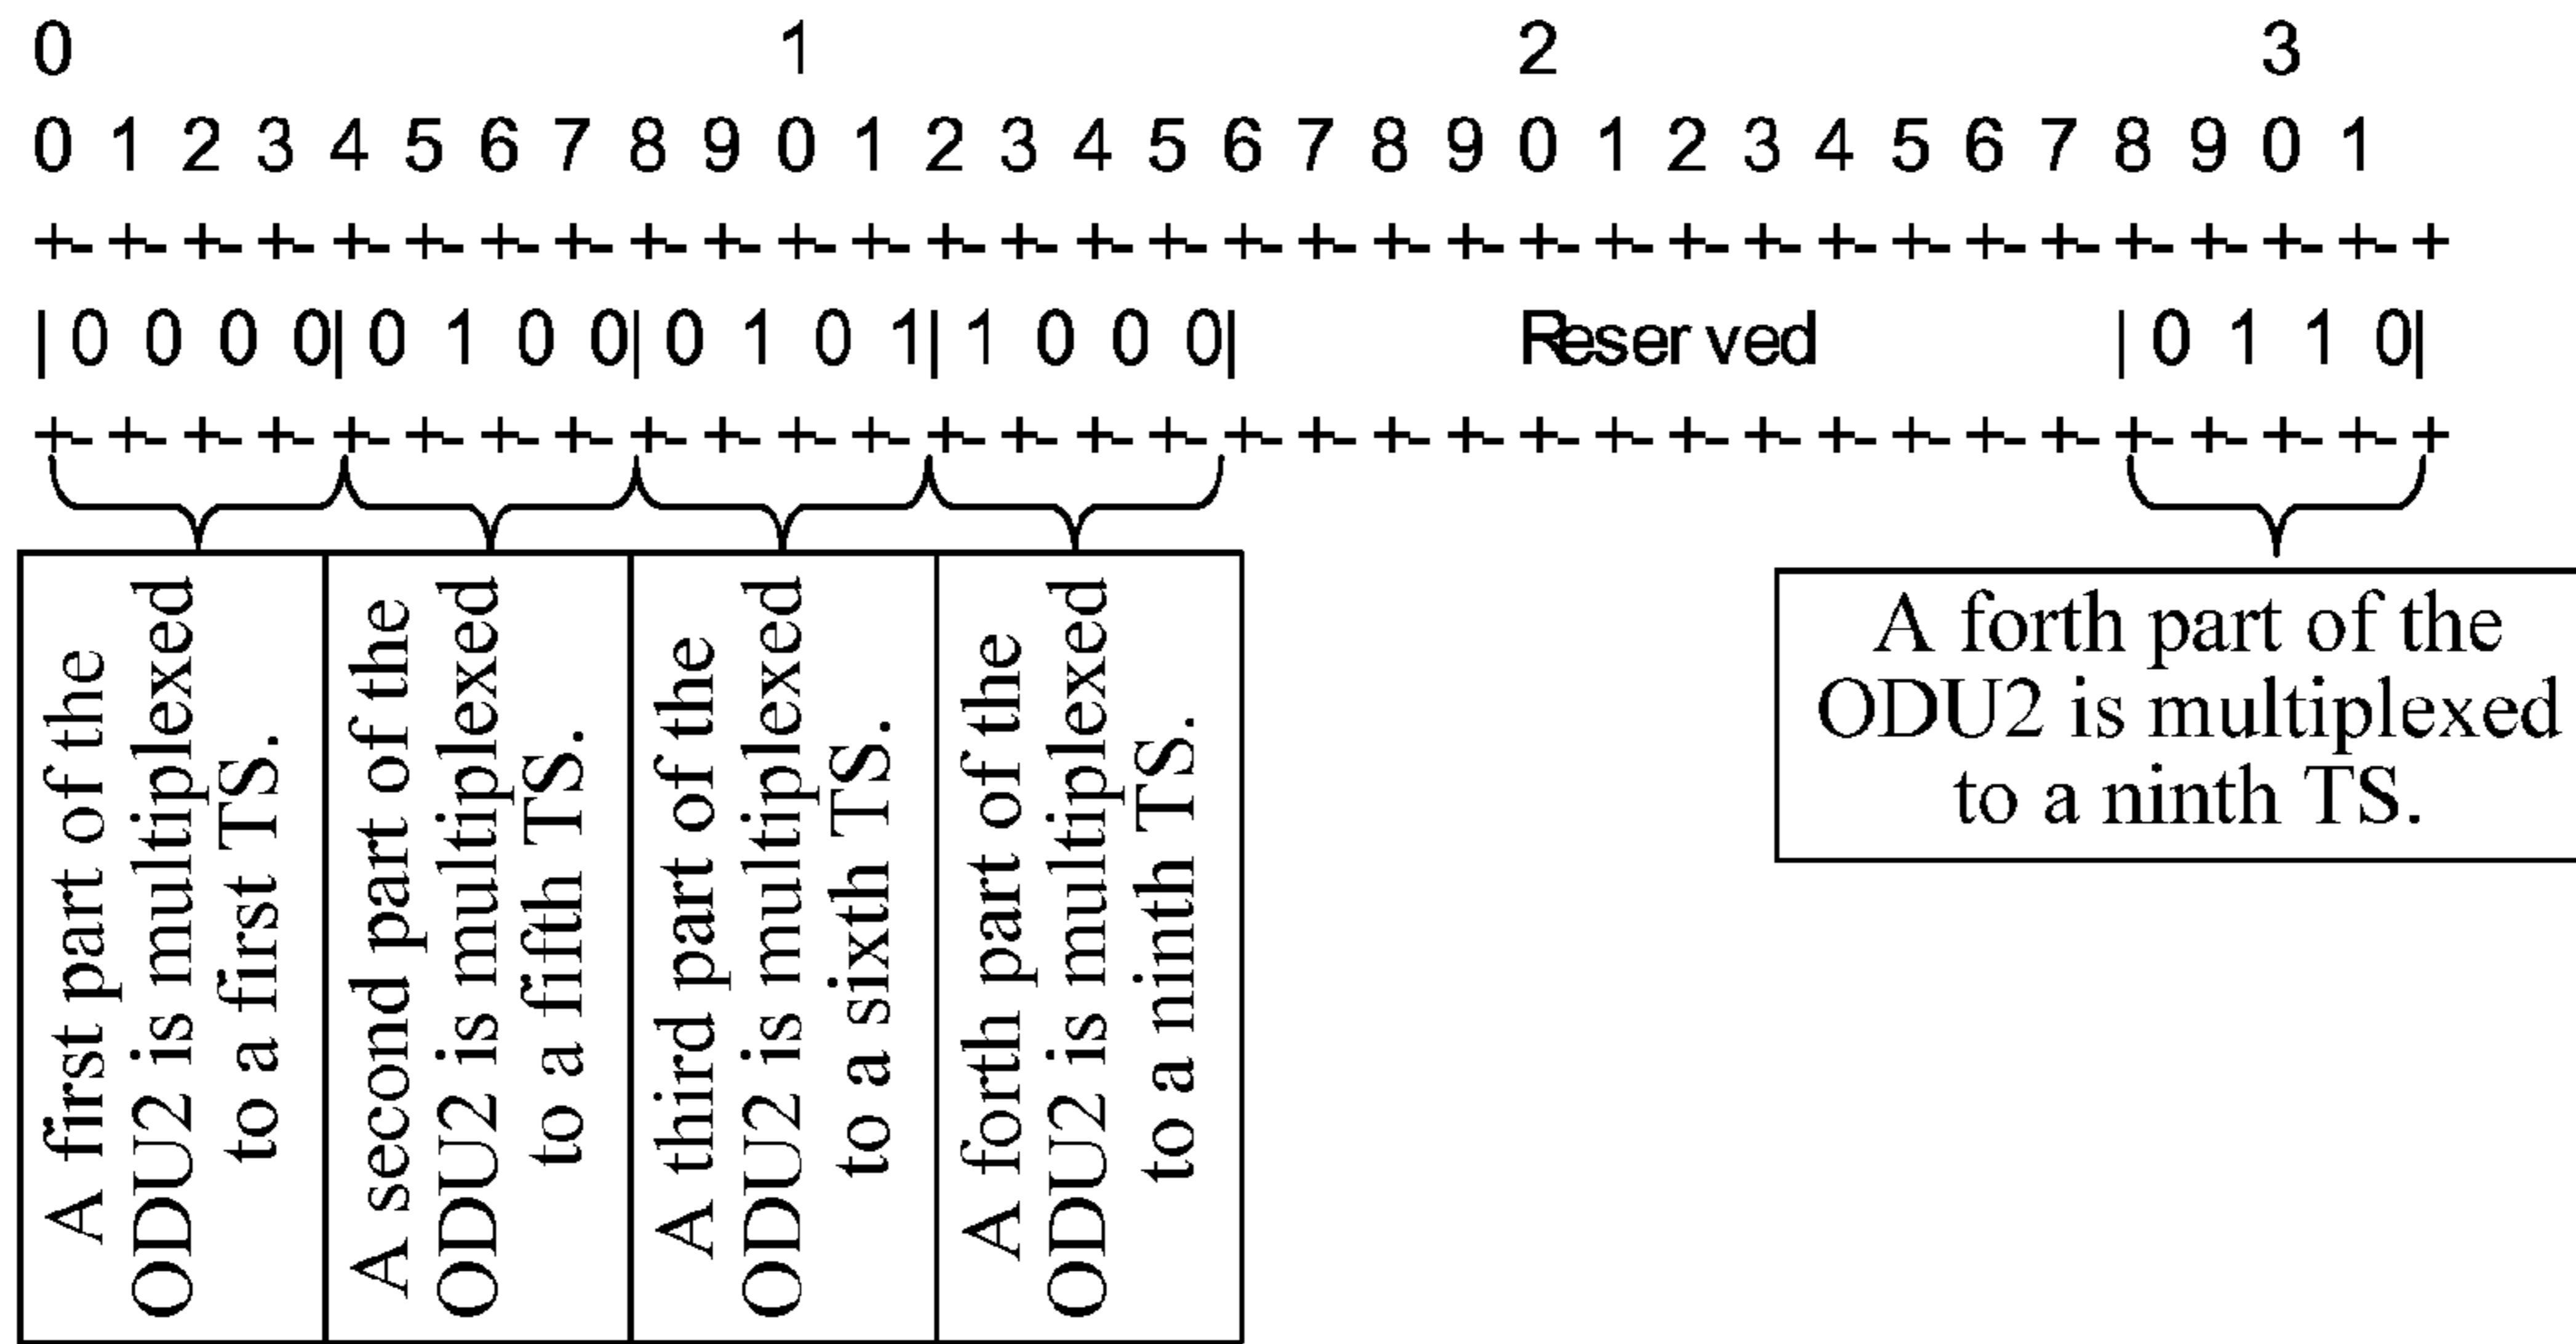 0 1 2 3
0 1 2 3 4 5 6 7 8 9 0 1 2 3 4 5 6 7 8 9 0 1 2 3 4 5 6 7 8 9 0 1
+-+-+-+-+-+-+-+-+-+-+-+-+-+-+-+-+-+-+-+-+-+-+-+-+-+-+-+-+-+-+-+-+
|0 0 0 0|0 1 0 0|0 1 0 1|1 0 0 0| Reserved |0 1 1 0|
+-+-+-+-+-+-+-+-+-+-+-+-+-+-+-+-+-+-+-+-+-+-+-+-+-+-+-+-+-+-+-+-+
A first part of the
ODU2 is multiplexed
to a first TS.
A second part of the
ODU2 is multiplexed
to a fifth TS.
A third part of the
ODU2 is multiplexed
to a sixth TS.
A forth part of the
ODU2 is multiplexed
to a ninth TS.
A forth part of the
ODU2 is multiplexed
to a ninth TS.